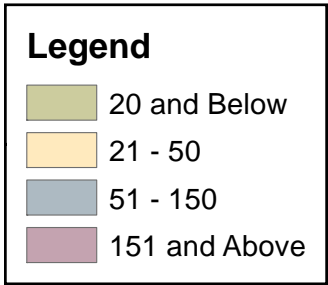 Legend
20 and Below
21 - 50
51 - 150
151 and Above